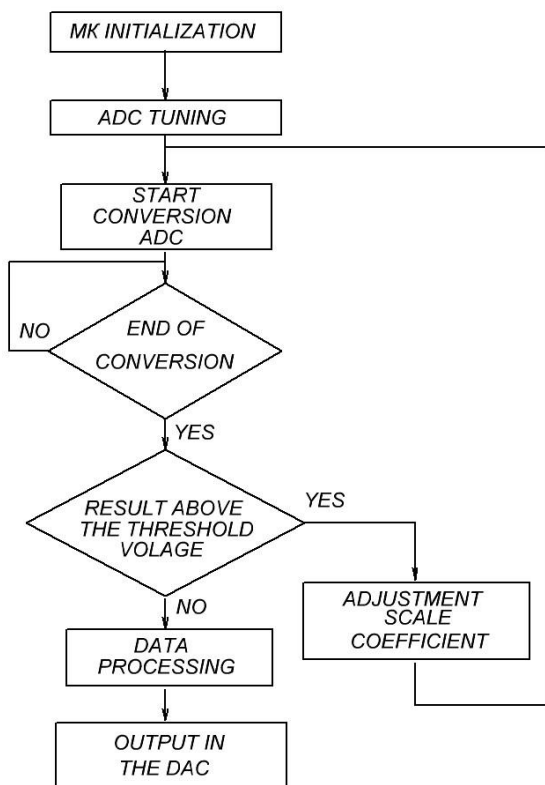 MK INITIALIZATION
ADC TUNING
START
CONVERSION
ADC
END OF
CONVERSION
NO
YES
RESULT ABOVE
THE THRESHOLD
VOLAGE
YES
NO
ADJUSTMENT
SCALE
COEFFICIENT
DATA
PROCESSING
OUTPUT IN
THE DAC